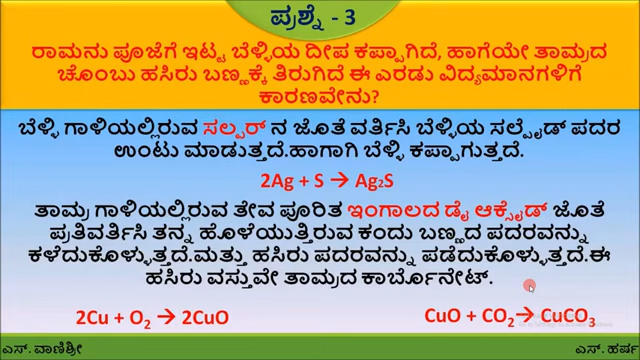 ಪ್ರಶ್ನೆ - 3
ರಾಮನು ಪೂಜೆಗೆ ಇಟ್ಟ ಬೆಳ್ಳಿಯ ದೀಪ ಕಪ್ಪಾಗಿದೆ, ಹಾಗೆಯೇ ತಾಮ್ರದ
ಚೊಂಬು ಹಸಿರು ಬಣ್ಣಕ್ಕೆ ತಿರುಗಿದೆ ಈ ಎರಡು ವಿದ್ಯಮಾನಗಳಿಗೆ
ಕಾರಣವೇನು?
ಬೆಳ್ಳಿ ಗಾಳಿಯಲ್ಲಿರುವ ಸಲ್ಫರ್ ನ ಜೊತೆ ವರ್ತಿಸಿ ಬೆಳ್ಳಿಯ ಸಲ್ಫೈಡ್ ಪದರ
ಉಂಟು ಮಾಡುತ್ತದೆ.ಹಾಗಾಗಿ ಬೆಳ್ಳಿ ಕಪ್ಪಾಗುತ್ತದೆ.
2Ag + S → Ag₂S
ತಾಮ್ರ ಗಾಳಿಯಲ್ಲಿರುವ ತೇವ ಪೂರಿತ ಇಂಗಾಲದ ಡೈ ಆಕ್ಸೈಡ್ ಜೊತೆ
ಪ್ರತಿವರ್ತಿಸಿ ತನ್ನ ಹೊಳೆಯುತ್ತಿರುವ ಕಂದು ಬಣ್ಣದ ಪದರವನ್ನು
ಕಳೆದುಕೊಳ್ಳುತ್ತದೆ.ಮತ್ತು ಹಸಿರು ಪದರವನ್ನು ಪಡೆದುಕೊಳ್ಳುತ್ತದೆ.ಈ
ಹಸಿರು ವಸ್ತುವೇ ತಾಮ್ರದ ಕಾರ್ಬೊನೇಟ್.
2Cu + O₂ → 2CuO
CuO + CO₂ → CuCO₃
ಎಸ್. ವಾಣಿಶ್ರೀ
ಎಸ್. ಹರ್ಷ